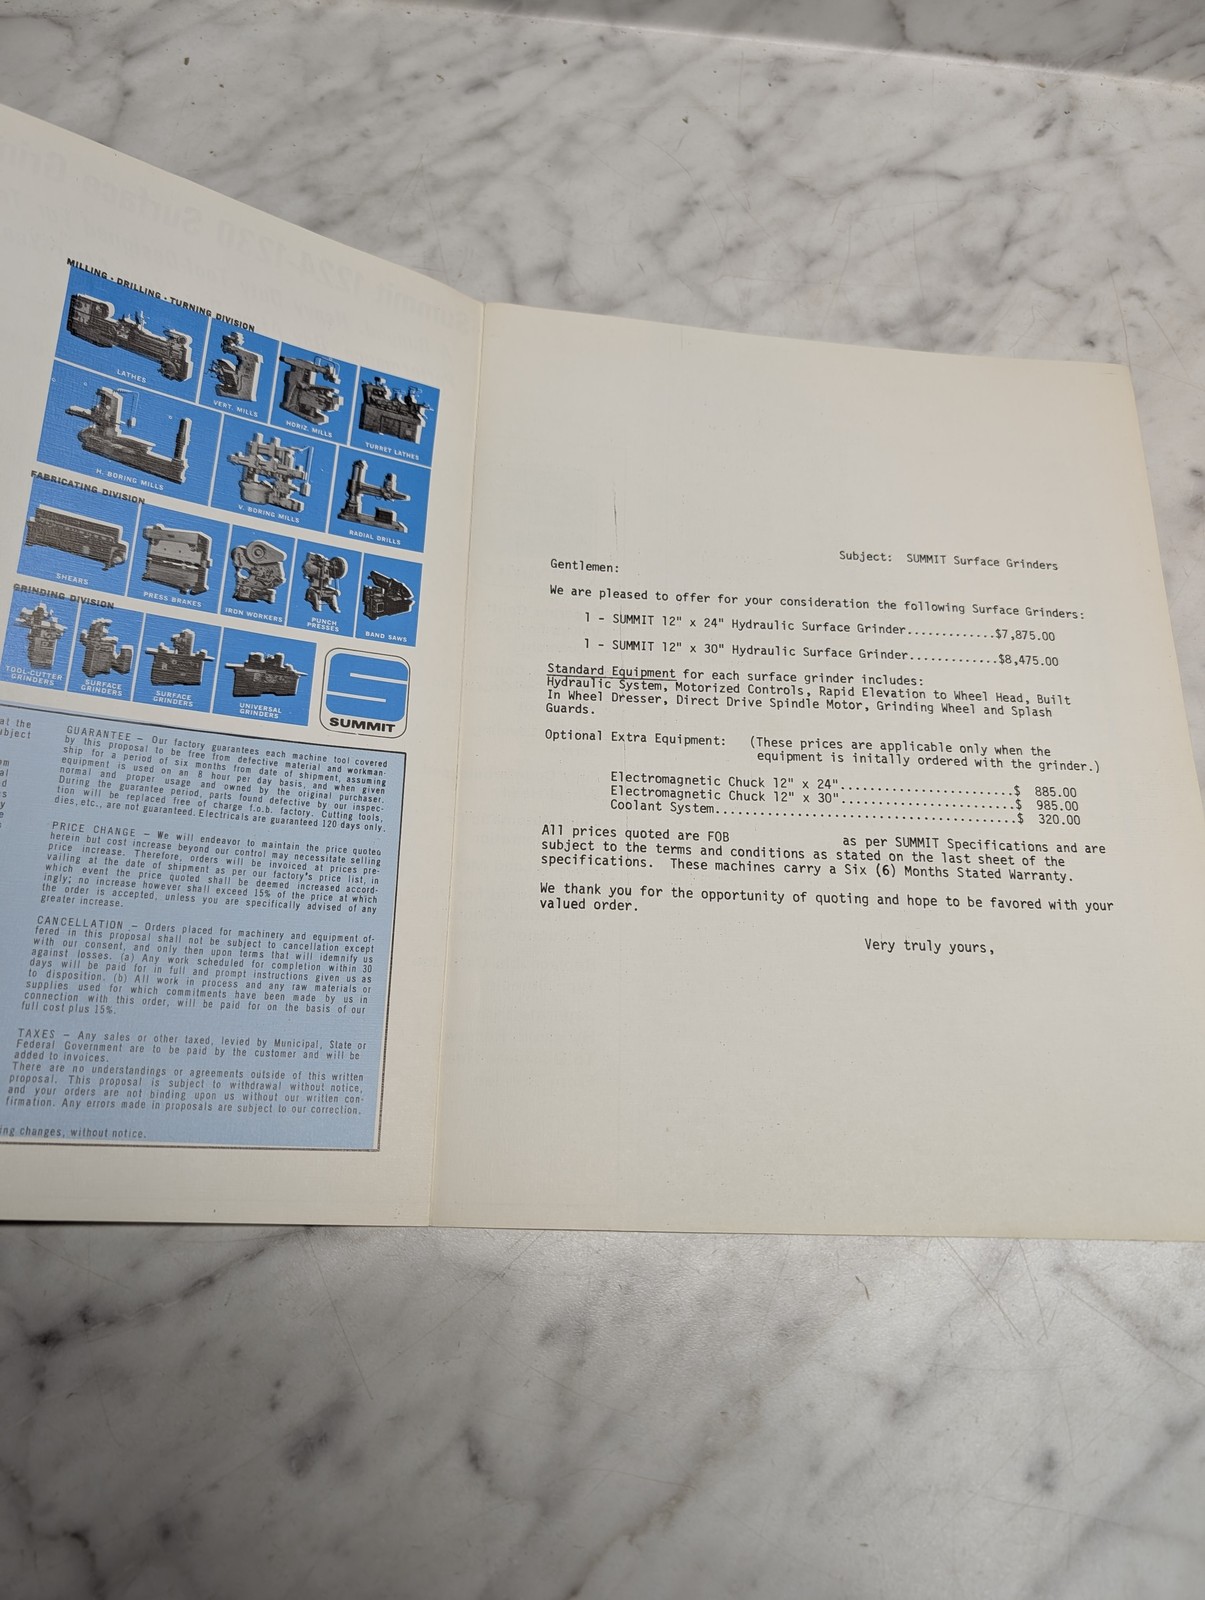 MILLING - DRILLING - TURNING DIVISION
LATHES
VERT. MILLS
HORIZ. MILLS
TURRET LATHES
H. BORING MILLS
V. BORING MILLS
RADIAL DRILLS
FABRICATING DIVISION
SHEARS
PRESS BRAKES
IRON WORKERS
PUNCH
PRESSES
BAND SAWS
GRINDING DIVISION
TOOL-CUTTER
GRINDERS
SURFACE
GRINDERS
SURFACE
GRINDERS
UNIVERSAL
GRINDERS
SUMMIT
at the
GUARANTEE – Our factory guarantees each machine tool covered
by this proposal to be free from defective material and workman-
ship for a period of six months from date of shipment, assuming
equipment is used on an 8 hour per day basis, and when given
normal and proper usage and owned by the original purchaser.
During the guarantee period, parts found defective by our inspec-
tion will be replaced free of charge f.o.b. factory. Cutting tools,
dies, etc., are not guaranteed. Electricals are guaranteed 120 days only.
PRICE CHANGE – We will endeavor to maintain the price quoted
herein but cost increase beyond our control may necessitate selling
price increase. Therefore, orders will be invoiced at prices pre-
vailing at the date of shipment as per our factory's price list, in
which event the price quoted shall be deemed increased accord-
ingly; no increase however shall exceed 15% of the price at which
the order is accepted, unless you are specifically advised of any
greater increase.
CANCELLATION – Orders placed for machinery and equipment of-
fered in this proposal shall not be subject to cancellation except
with our consent, and only then upon terms that will idemnify us
against losses. (a) Any work scheduled for completion within 30
days will be paid for in full and prompt instructions given us as
to disposition. (b) All work in process and any raw materials or
supplies used for which commitments have been made by us in
connection with this order, will be paid for on the basis of our
full cost plus 15%.
TAXES – Any sales or other taxed, levied by Municipal, State or
Federal Government are to be paid by the customer and will be
added to invoices.
There are no understandings or agreements outside of this written
proposal. This proposal is subject to withdrawal without notice,
and your orders are not binding upon us without our written con-
firmation. Any errors made in proposals are subject to our correction.
ing changes, without notice.
Subject: SUMMIT Surface Grinders
Gentlemen:
We are pleased to offer for your consideration the following Surface Grinders:
1 - SUMMIT 12" x 24" Hydraulic Surface Grinder.............$7,875.00
1 - SUMMIT 12" x 30" Hydraulic Surface Grinder.............$8,475.00
Standard Equipment for each surface grinder includes:
Hydraulic System, Motorized Controls, Rapid Elevation to Wheel Head, Built
In Wheel Dresser, Direct Drive Spindle Motor, Grinding Wheel and Splash
Guards.
Optional Extra Equipment: (These prices are applicable only when the
equipment is initally ordered with the grinder.)
Electromagnetic Chuck 12" x 24"..........................$ 885.00
Electromagnetic Chuck 12" x 30"..........................$ 985.00
Coolant System.............................................$ 320.00
All prices quoted are FOB as per SUMMIT Specifications and are
subject to the terms and conditions as stated on the last sheet of the
specifications. These machines carry a Six (6) Months Stated Warranty.
We thank you for the opportunity of quoting and hope to be favored with your
valued order.
Very truly yours,